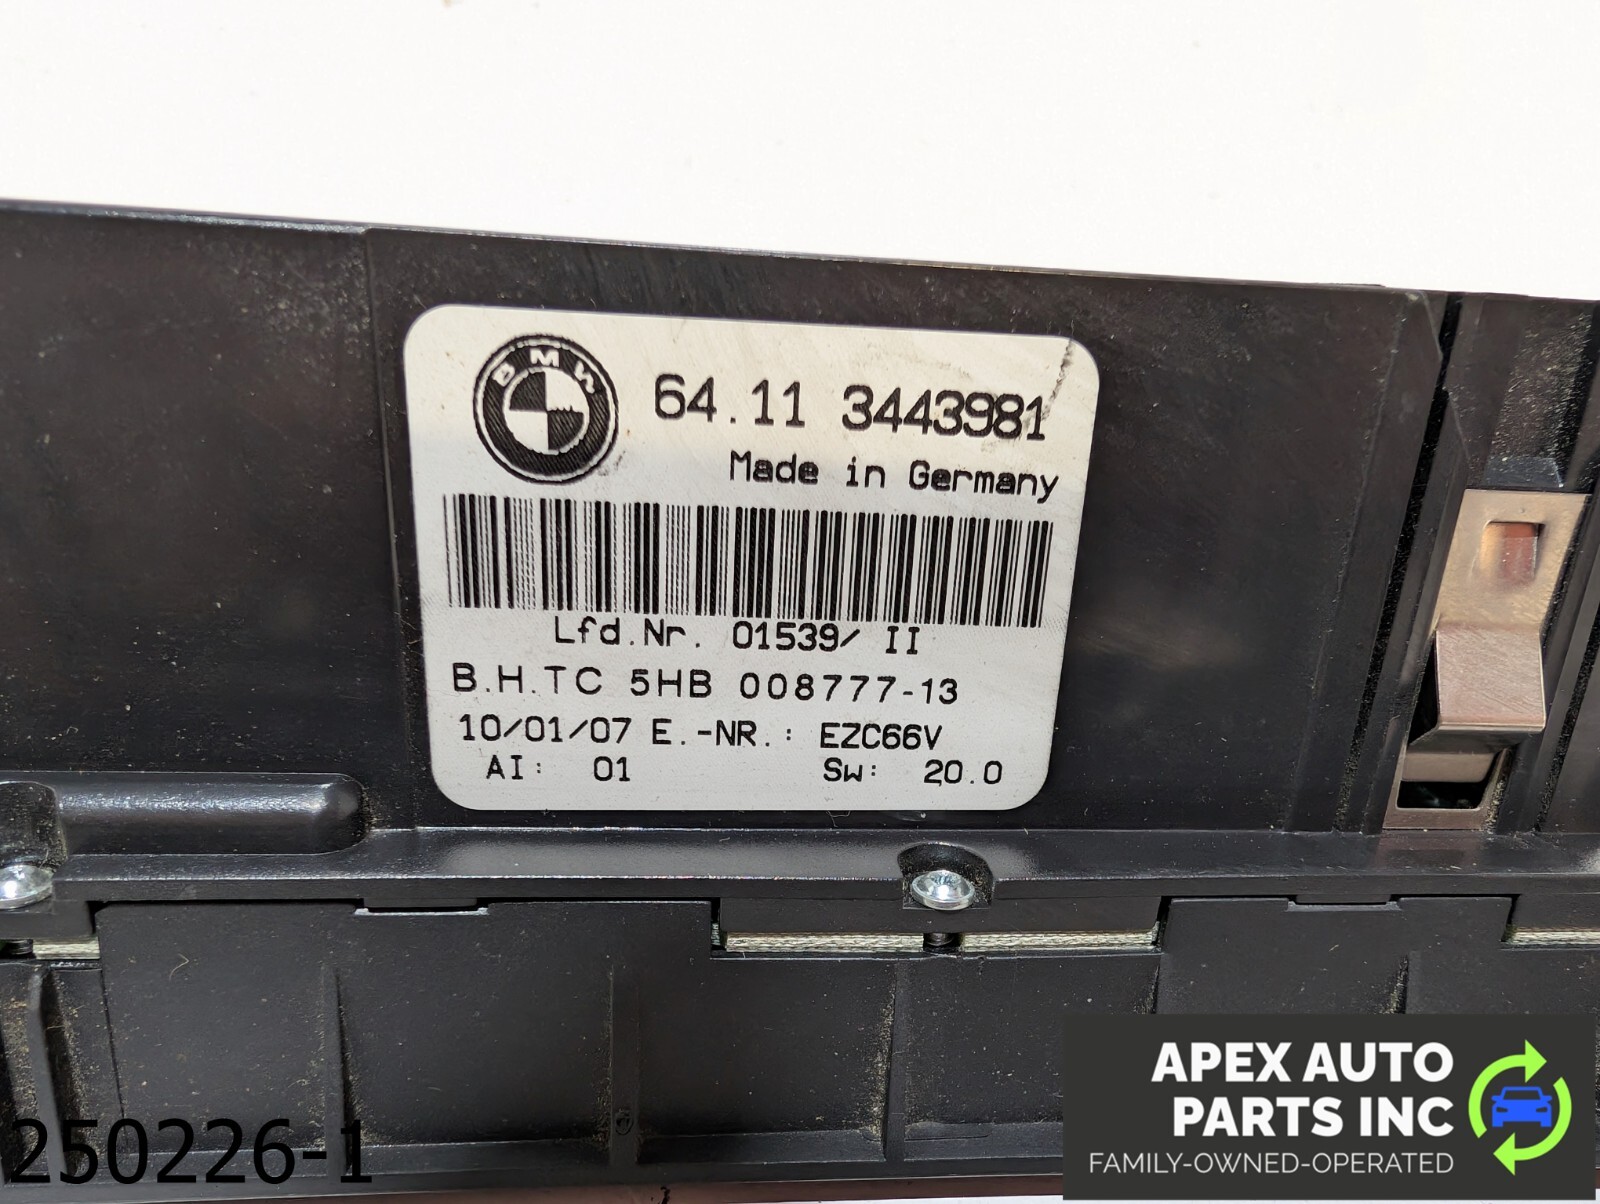 BMW
64.11 3443981
Made in Germany
Lfd.Nr. 01539/ II
B.H.TC 5HB 008777-13
10/01/07 E.-NR.: EZC66V
AI: 01 Sw: 20.0
250226-1
APEX AUTO
PARTS INC
FAMILY-OWNED-OPERATED